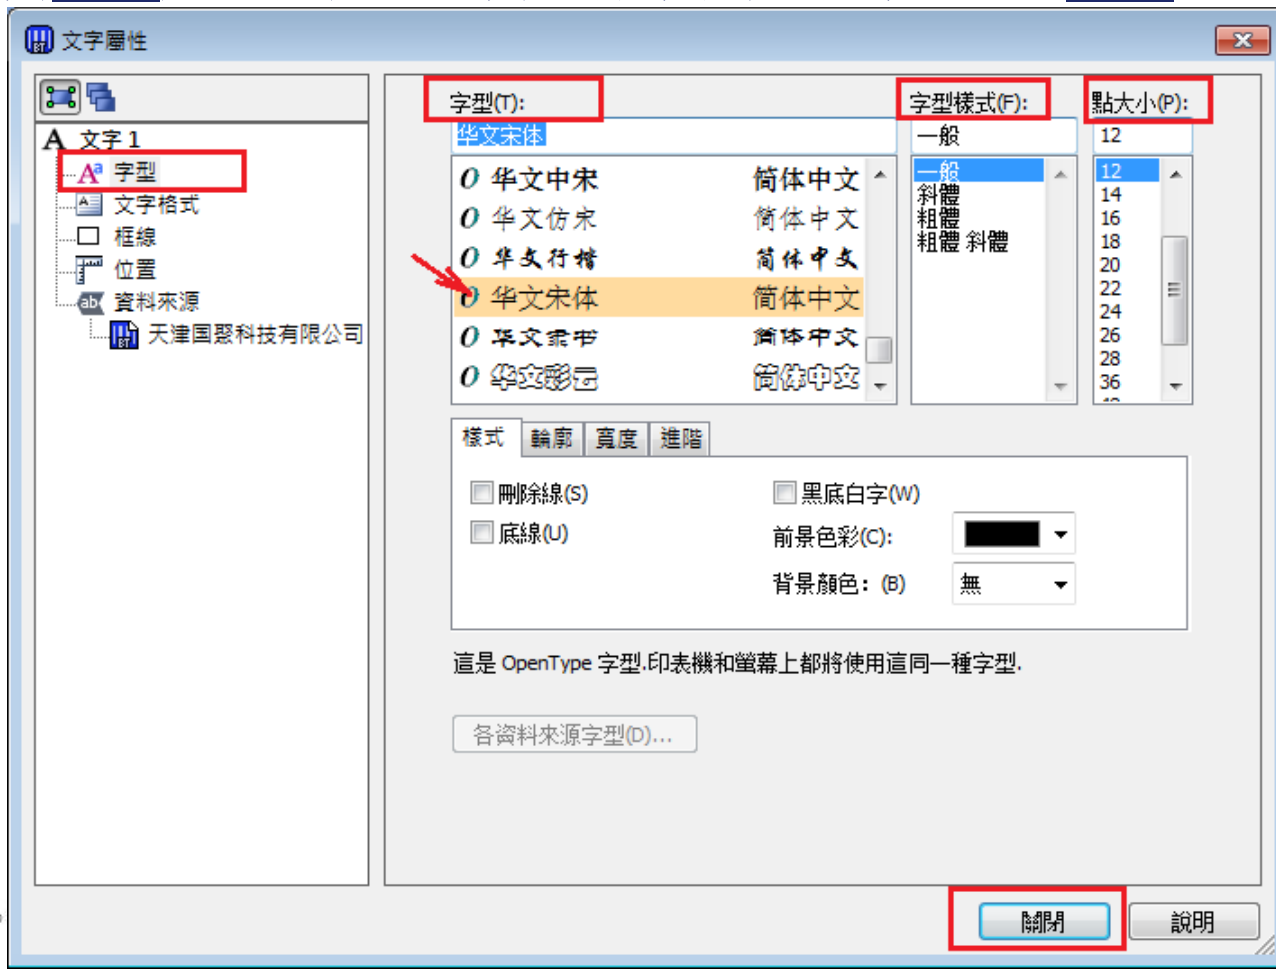 文字屬性
A 文字 1
字型
文字格式
框線
位置
資料來源
天津国聚科技有限公司
字型(T):
华文宋体
O 华文中宋 简体中文
O 华文仿宋 简体中文
O 华文行楷 简体中文
O 华文宋体 简体中文
O 华文隶书 简体中文
O 华文彩云 简体中文
字型樣式(F):
一般
一般
斜體
粗體
粗體 斜體
點大小(P):
12
12
14
16
18
20
22
24
26
28
36
樣式 輪廓 寬度 進階
刪除線(S)
底線(U)
黑底白字(W)
前景色彩(C):
背景顏色：(B) 無
這是 OpenType 字型.印表機和螢幕上都將使用這同一種字型.
各資料來源字型(D)...
關閉 說明